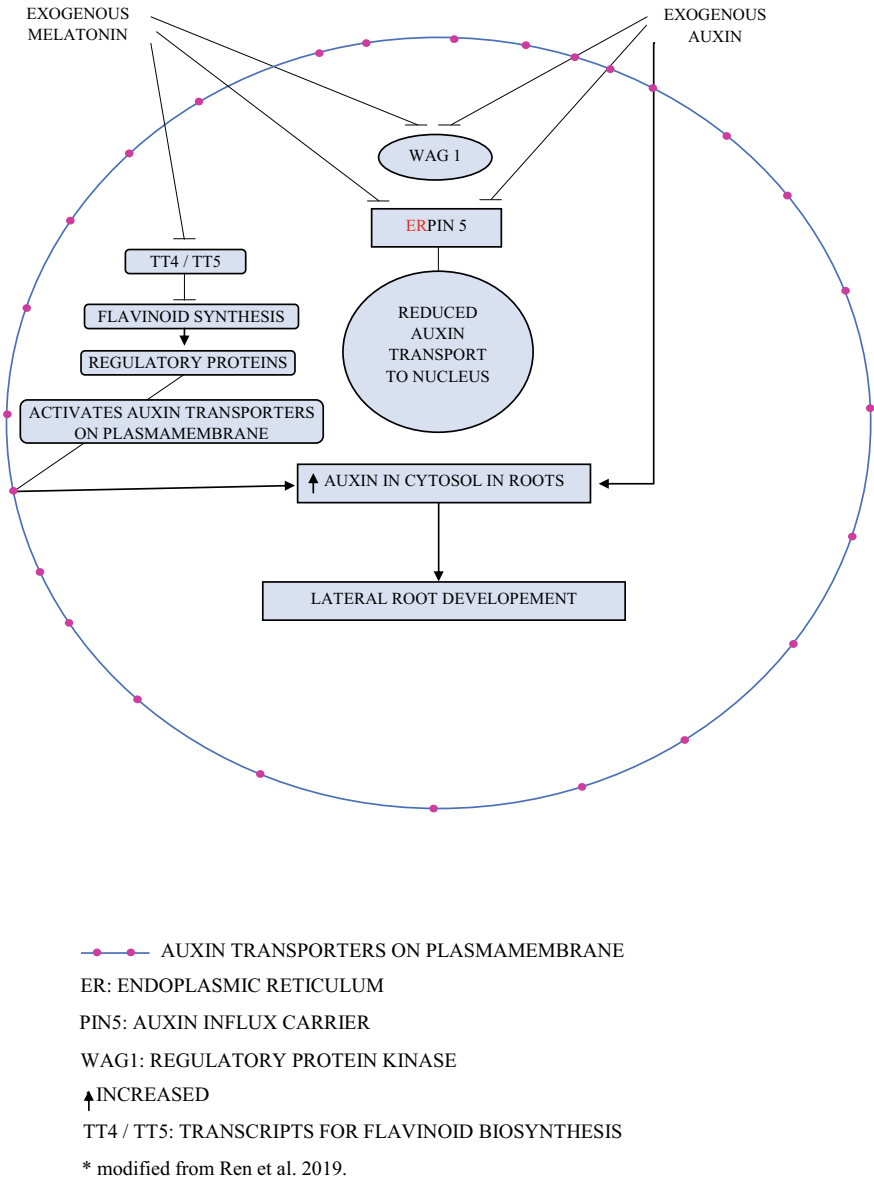 EXOGENOUS
MELATONIN
EXOGENOUS
AUXIN
WAG 1
ERPIN 5
TT4 / TT5
FLAVINOID SYNTHESIS
REGULATORY PROTEINS
ACTIVATES AUXIN TRANSPORTERS
ON PLASMAMEMBRANE
REDUCED
AUXIN
TRANSPORT
TO NUCLEUS
AUXIN IN CYTOSOL IN ROOTS
LATERAL ROOT DEVELOPEMENT
AUXIN TRANSPORTERS ON PLASMAMEMBRANE
ER: ENDOPLASMIC RETICULUM
PIN5: AUXIN INFLUX CARRIER
WAG1: REGULATORY PROTEIN KINASE
INCREASED
TT4 / TT5: TRANSCRIPTS FOR FLAVINOID BIOSYNTHESIS
* modified from Ren et al. 2019.